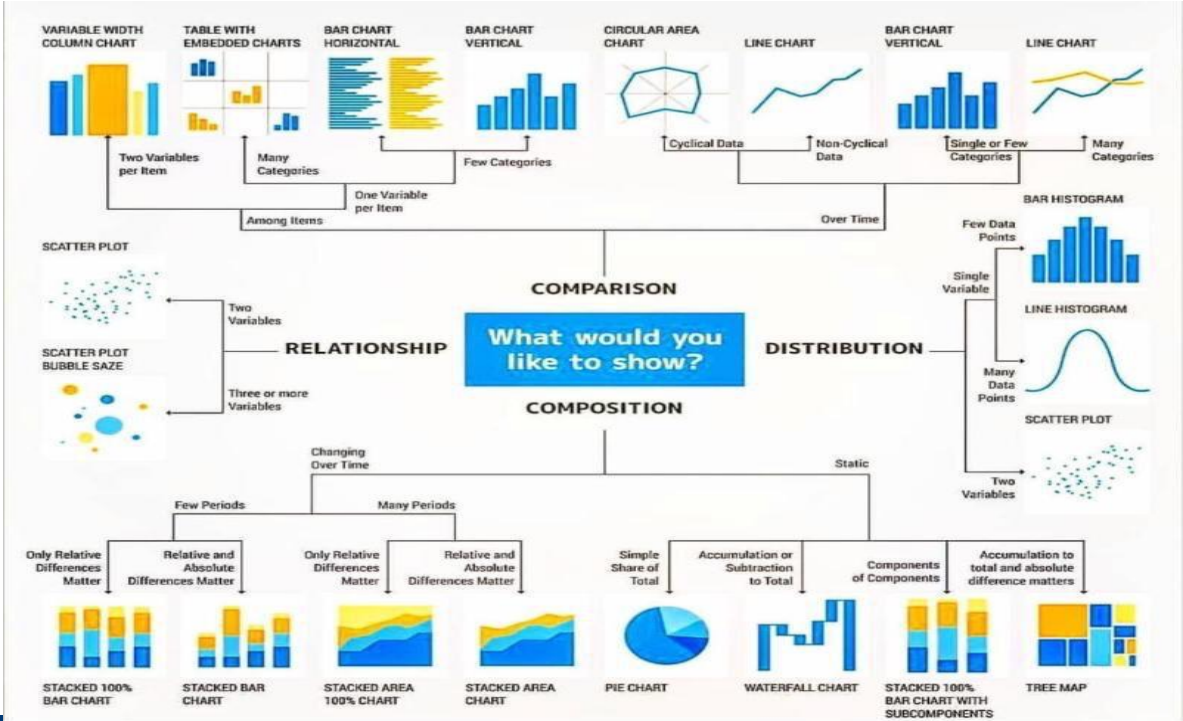 VARIABLE WIDTH
COLUMN CHART
TABLE WITH
EMBEDDED CHARTS
BAR CHART
HORIZONTAL
BAR CHART
VERTICAL
CIRCULAR AREA
CHART
LINE CHART
BAR CHART
VERTICAL
LINE CHART
Two Variables
per Item
Many
Categories
Few Categories
Cyclical Data
Non-Cyclical
Data
Single or Few
Categories
Many
Categories
One Variable
per Item
Among Items
Over Time
COMPARISON
What would you
like to show?
RELATIONSHIP
SCATTER PLOT
Two
Variables
SCATTER PLOT
BUBBLE SAZE
Three or more
Variables
DISTRIBUTION
Single
Variable
Few Data
Points
BAR HISTOGRAM
LINE HISTOGRAM
Many
Data
Points
SCATTER PLOT
Two
Variables
COMPOSITION
Changing
Over Time
Static
Few Periods
Many Periods
Only Relative
Differences
Matter
Relative and
Absolute
Differences Matter
Only Relative
Differences
Matter
Relative and
Absolute
Differences Matter
Simple
Share of
Total
Accumulation or
Subtraction
to Total
Components
of Components
Accumulation to
total and absolute
difference matters
STACKED 100%
BAR CHART
STACKED BAR
CHART
STACKED AREA
100% CHART
STACKED AREA
CHART
PIE CHART
WATERFALL CHART
STACKED 100%
BAR CHART WITH
SUBCOMPONENTS
TREE MAP